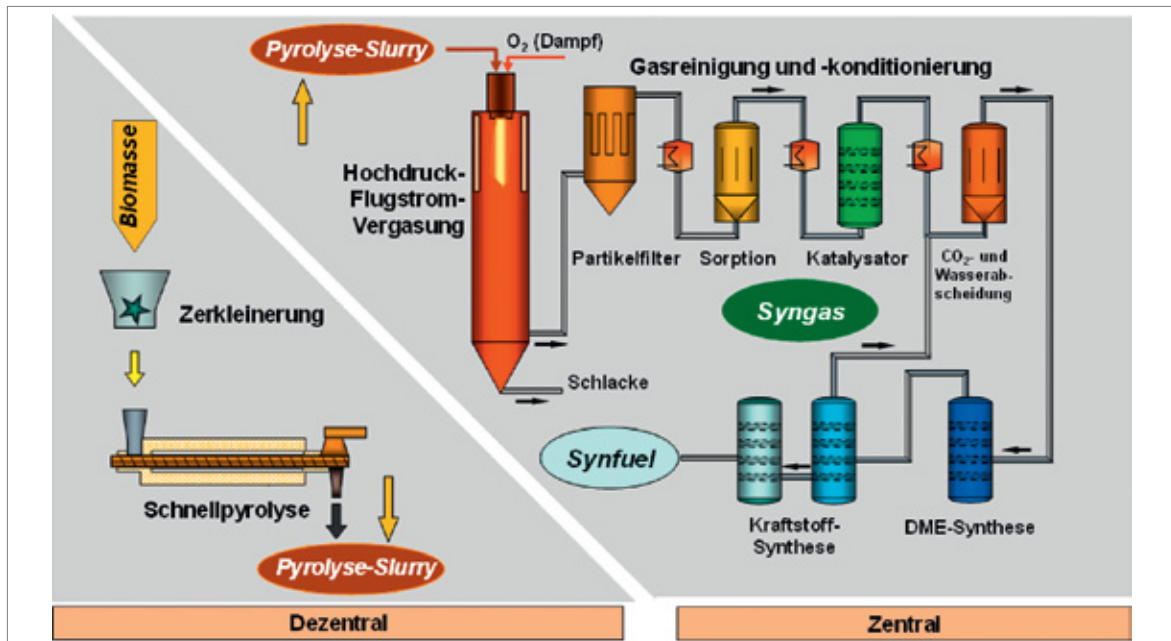 Pyrolyse-Slurry
O₂ (Dampf)
Gasreinigung und -konditionierung
Biomasse
Hochdruck-
Flugstrom-
Vergasung
Partikelfilter
Sorption
Katalysator
CO₂- und
Wasserab-
scheidung
Zerkleinerung
Syngas
Schlacke
Synfuel
Schnellpyrolyse
Kraftstoff-
Synthese
DME-Synthese
Pyrolyse-Slurry
Dezentral
Zentral